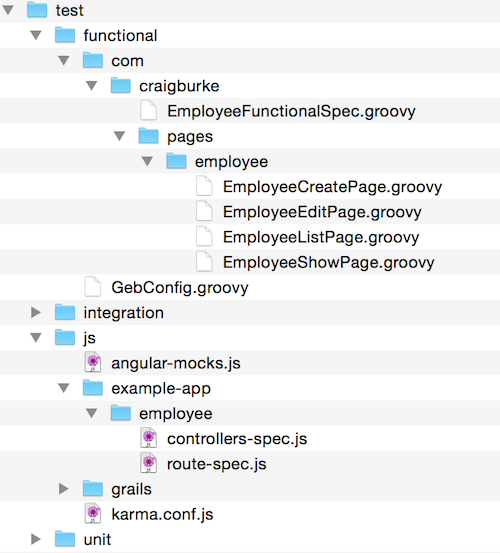 test
functional
com
craigburke
EmployeeFunctionalSpec.groovy
pages
employee
EmployeeCreatePage.groovy
EmployeeEditPage.groovy
EmployeeListPage.groovy
EmployeeShowPage.groovy
GebConfig.groovy
integration
js
angular-mocks.js
example-app
employee
controllers-spec.js
route-spec.js
grails
karma.conf.js
unit